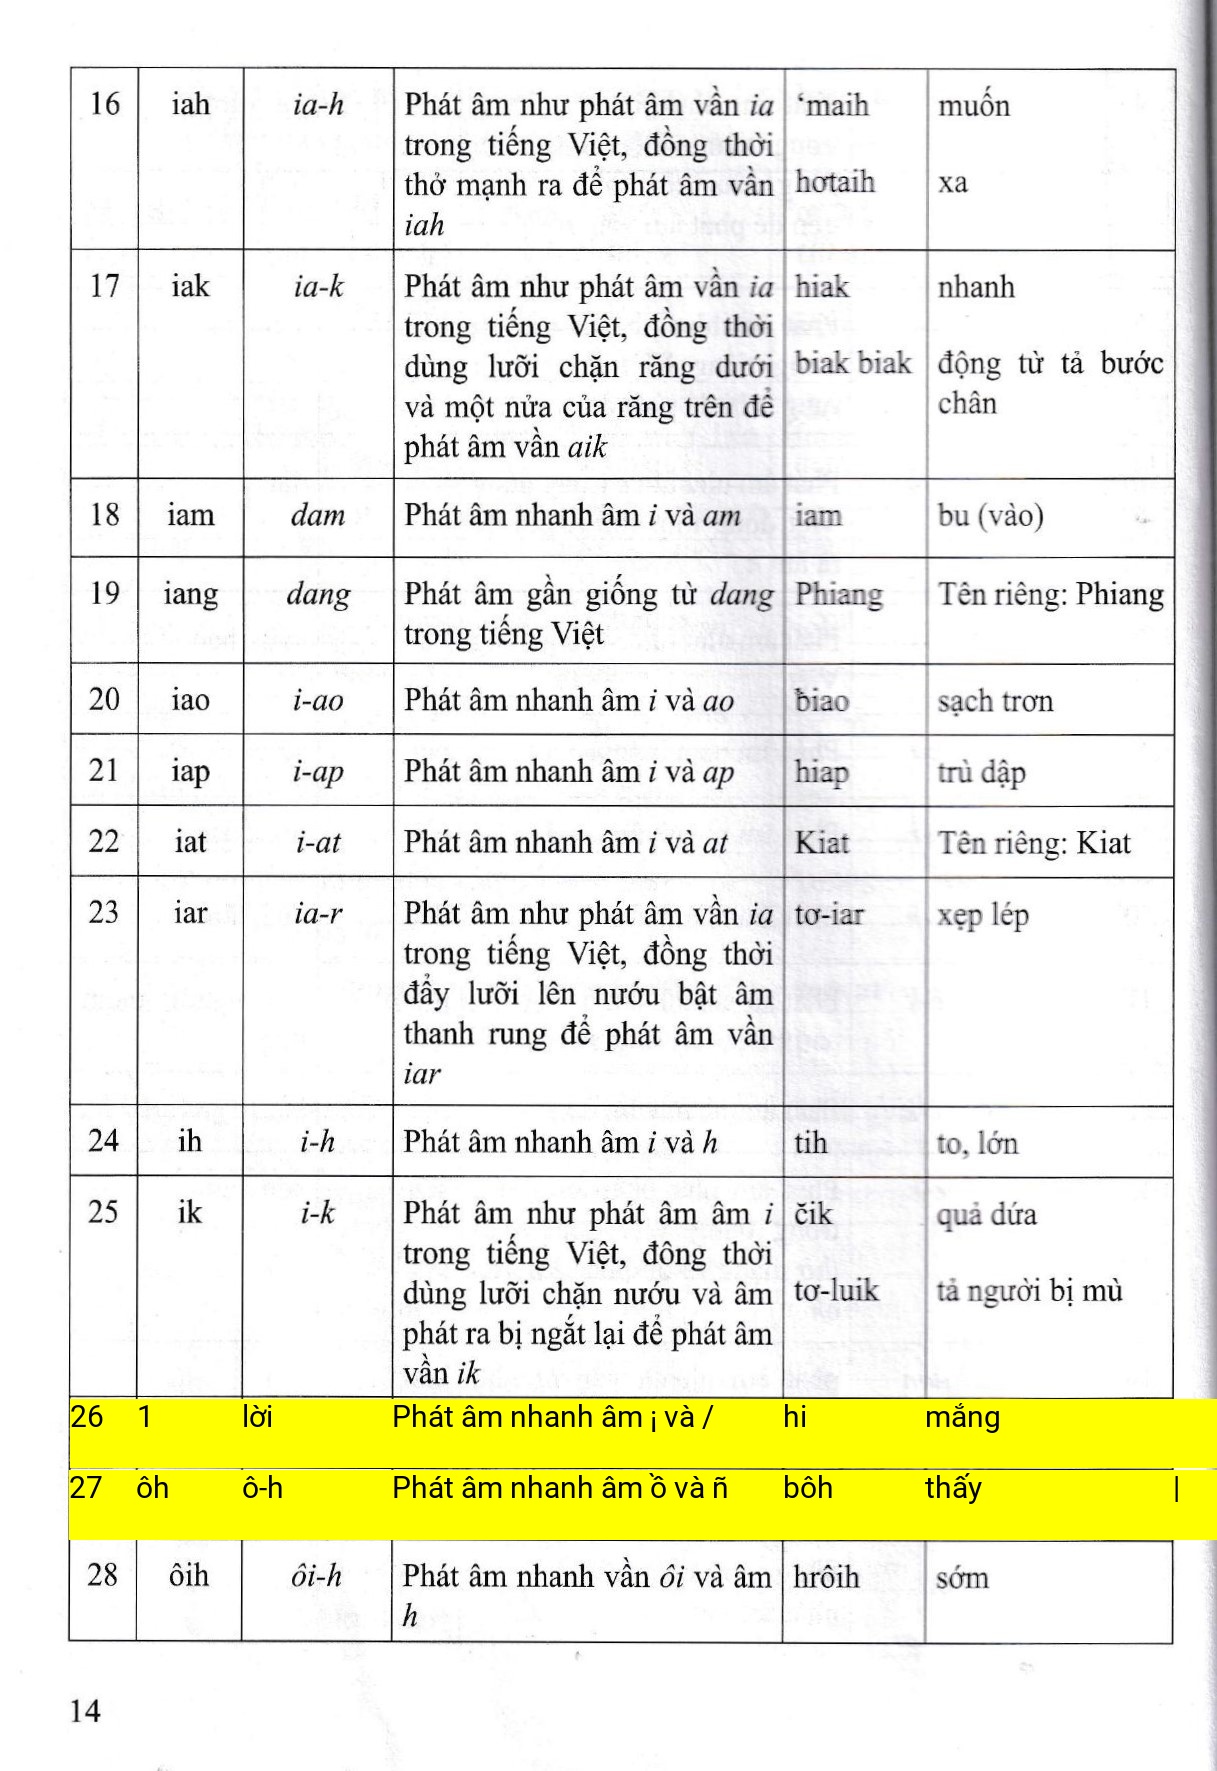 16 iah ia-h Phát âm như phát âm vần ia ‘maih muốn
trong tiếng Việt, đồng thời
thở mạnh ra để phát âm vần hơtaih xa
iah
17 iak ia-k Phát âm như phát âm vần ia hiak nhanh
trong tiếng Việt, đồng thời
dùng lưỡi chặn răng dưới biak biak động từ tả bước
và một nửa của răng trên để chân
phát âm vần aik
18 iam dam Phát âm nhanh âm i và am iam bu (vào)
19 iang dang Phát âm gần giống từ dang Phiang Tên riêng: Phiang
trong tiếng Việt
20 iao i-ao Phát âm nhanh âm i và ao biao sạch trơn
21 iap i-ap Phát âm nhanh âm i và ap hiap trù dập
22 iat i-at Phát âm nhanh âm i và at Kiat Tên riêng: Kiat
23 iar ia-r Phát âm như phát âm vần ia tơ-iar xẹp lép
trong tiếng Việt, đồng thời
đẩy lưỡi lên nướu bật âm
thanh rung để phát âm vần
iar
24 ih i-h Phát âm nhanh âm i và h tih to, lớn
25 ik i-k Phát âm như phát âm âm i čik quả dứa
trong tiếng Việt, đông thời
dùng lưỡi chặn nướu và âm tơ-luik tả người bị mù
phát ra bị ngắt lại để phát âm
vần ik
26 1 lời Phát âm nhanh âm ¡ và / hi mắng
27 ôh ô-h Phát âm nhanh âm ồ và ñ bôh thấy |
28 ôih ôi-h Phát âm nhanh vần ôi và âm hrôih sớm
h
14